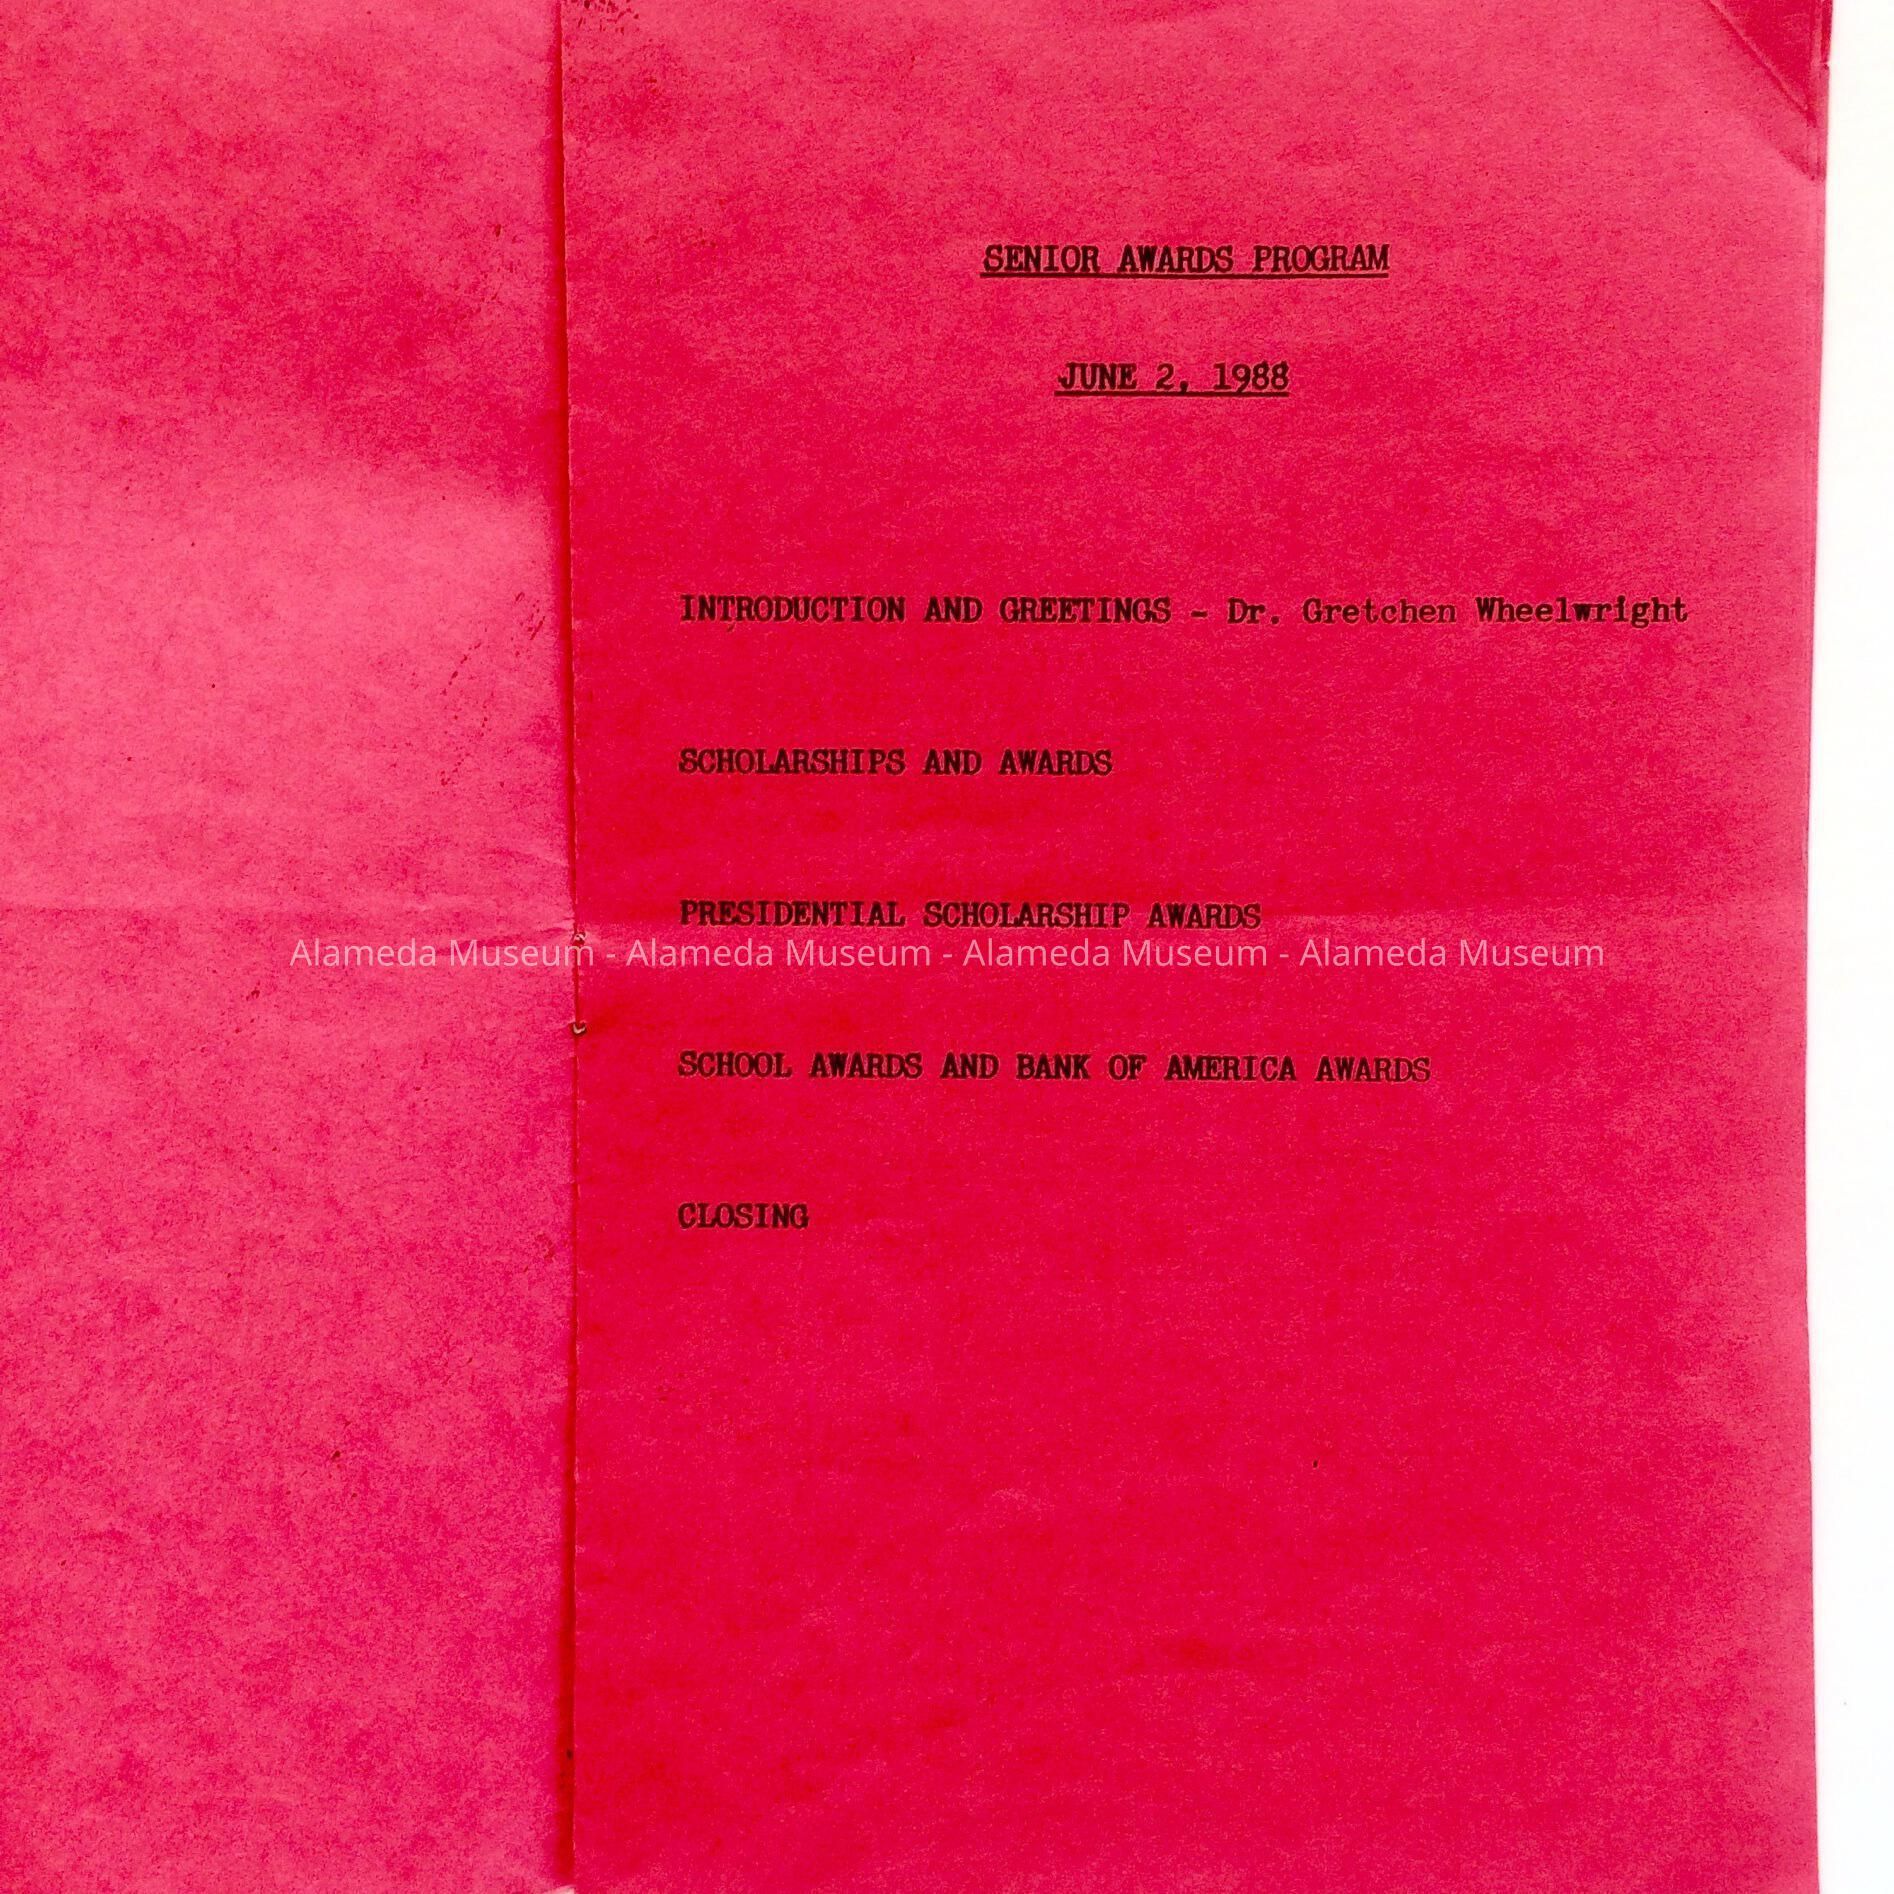 SENIOR AWARDS PROGRAM
JUNE 2, 1988
INTRODUCTION AND GREETINGS - Dr. Gretchen Wheelwright
SCHOLARSHIPS AND AWARDS
PRESIDENTIAL SCHOLARSHIP AWARDS
Alameda Museum - Alameda Museum - Alameda Museum - Alameda Museum
SCHOOL AWARDS AND BANK OF AMERICA AWARDS
CLOSING